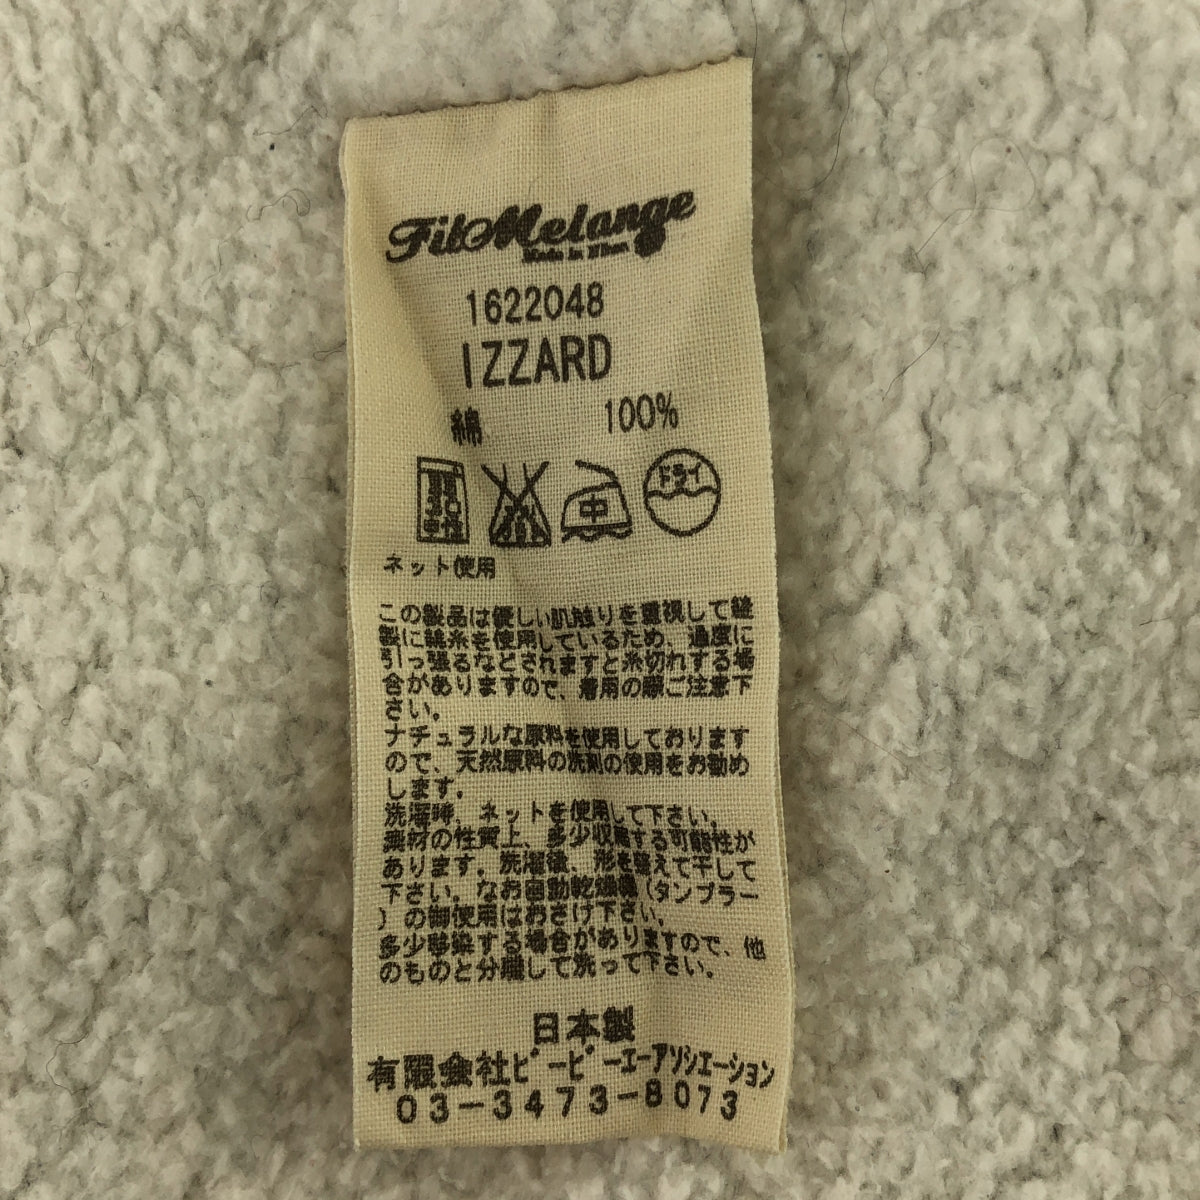 FilMelange
Made in
1622048
IZZARD
綿 100%
中
ドライ
ネット使用
この製品は優しい肌触りを重視して縫
製に綿糸を使用しているため、過度に
引っ張るなどされますと糸切れする場
合がありますので、着用の際ご注意下
さい。
ナチュラルな原料を使用しております
ので、天然原料の洗剤の使用をお勧め
します。
洗濯時、ネットを使用して下さい。
素材の性質上、多少収縮する可能性が
あります。洗濯後、形を整えて干して
下さい。なお自動乾燥機(タンブラー
)の御使用はおさけ下さい。
多少移染する場合がありますので、他
のものと分離して洗って下さい。
日本製
有限会社ビービーエーアソシエーション
03-3473-8073